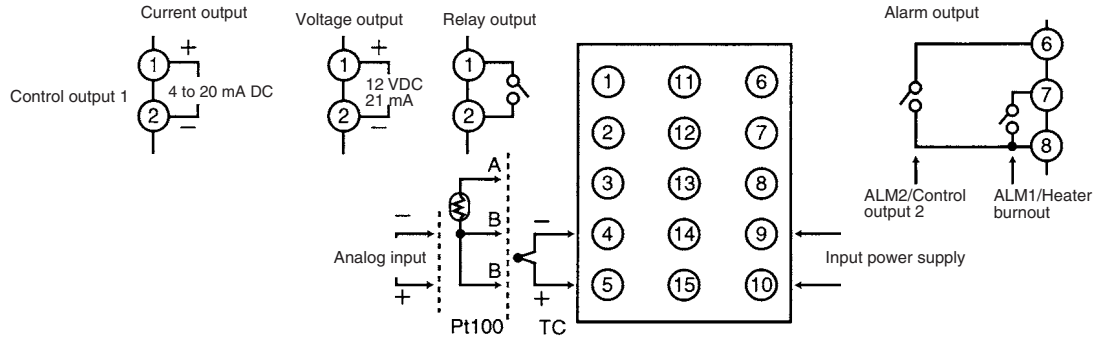 Current output
Voltage output
Relay output
Alarm output
+
+
6
1
1
1
1
11
6
Control output 1
4 to 20 mA DC
12 VDC
21 mA
7
2
2
2
−
−
2
12
7
8
A
3
13
8
ALM2/Control
output 2
ALM1/Heater
burnout
−
B
−
4
14
9
Analog input
Input power supply
+
B
+
5
15
10
Pt100
TC